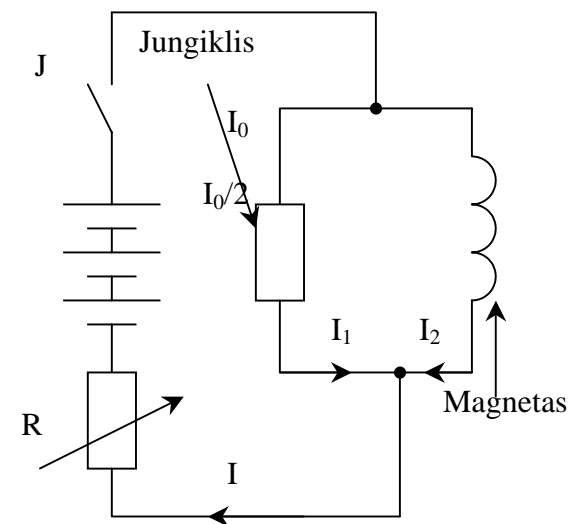 Jungiklis
J
I₀
I₀/2
I₁
I₂
Magnetas
R
I